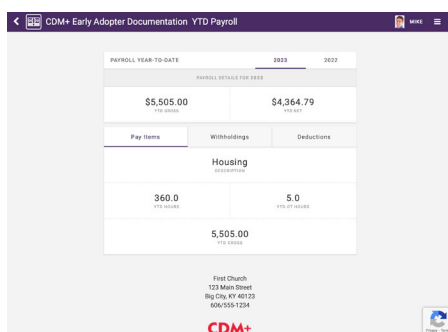 CDM+ Early Adopter Documentation YTD Payroll
MIKE
PAYROLL YEAR-TO-DATE 2023 2022
PAYROLL DETAILS FOR 2023
$5,505.00 $4,364.79
YTD GROSS YTD NET
Pay Items Withholdings Deductions
Housing
DESCRIPTION
360.0 5.0
YTD HOURS YTD OT HOURS
5,505.00
YTD GROSS
First Church
123 Main Street
Big City, KY 40123
606/555-1234
CDM+